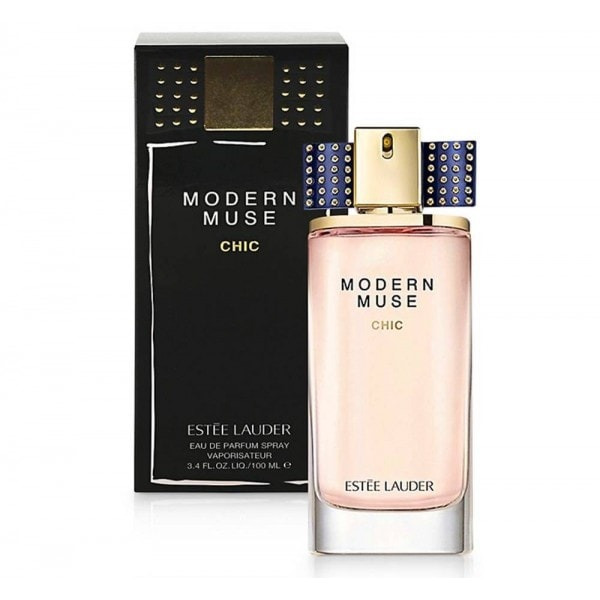 MODERN
MUSE
CHIC
ESTĒE LAUDER
EAU DE PARFUM SPRAY
VAPORISATEUR
3.4 FL.OZ.LIQ./100 ML ℮
MODERN
MUSE
CHIC
ESTĒE LAUDER